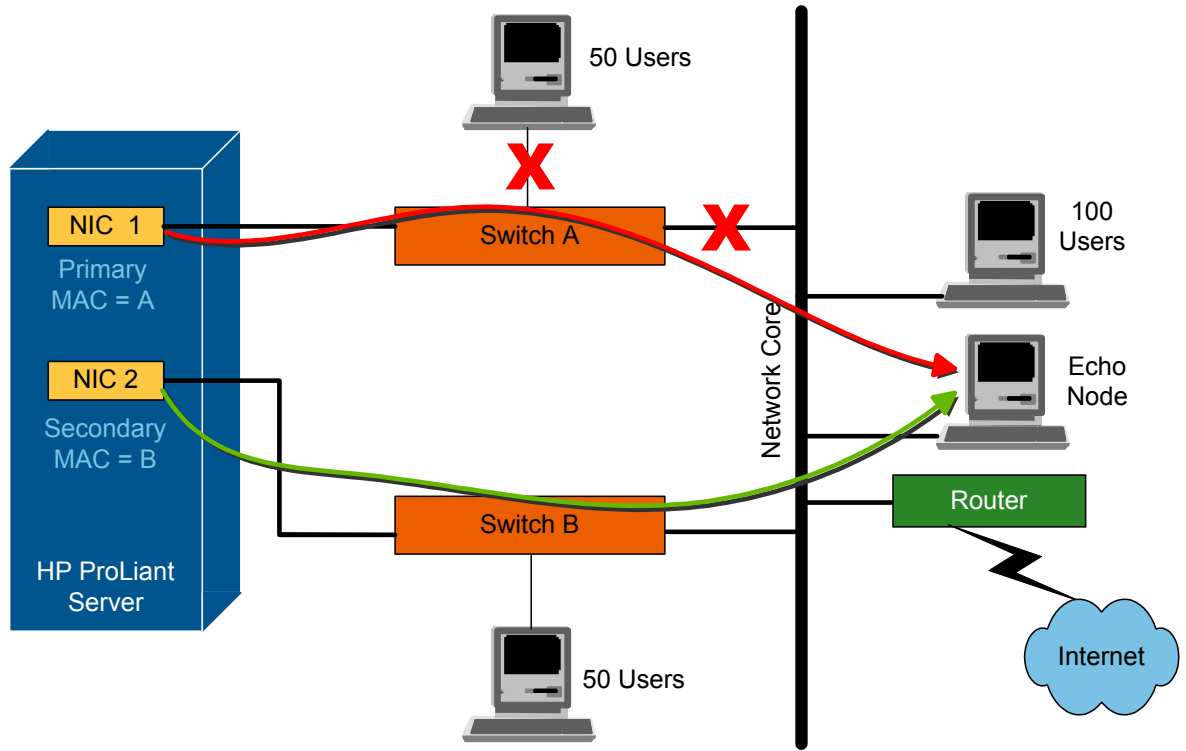 50 Users
NIC 1
Primary
MAC = A
Switch A
100
Users
NIC 2
Secondary
MAC = B
Network Core
Echo
Node
Switch B
Router
HP ProLiant
Server
50 Users
Internet